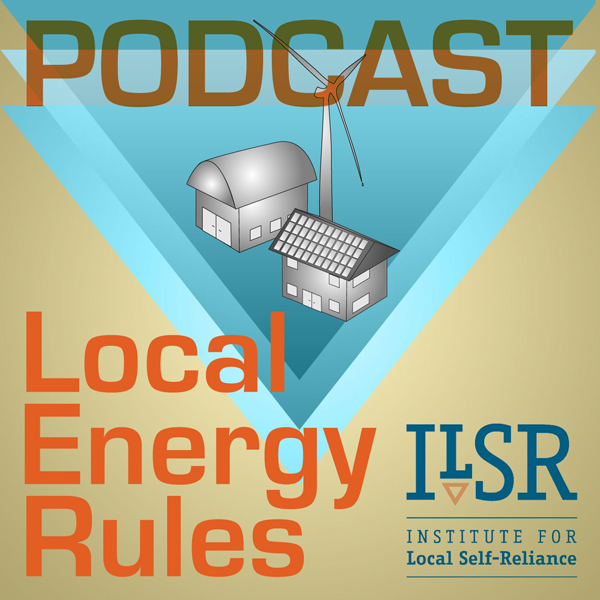 PODCAST
Local
Energy
Rules
ILSR
INSTITUTE FOR
Local Self-Reliance